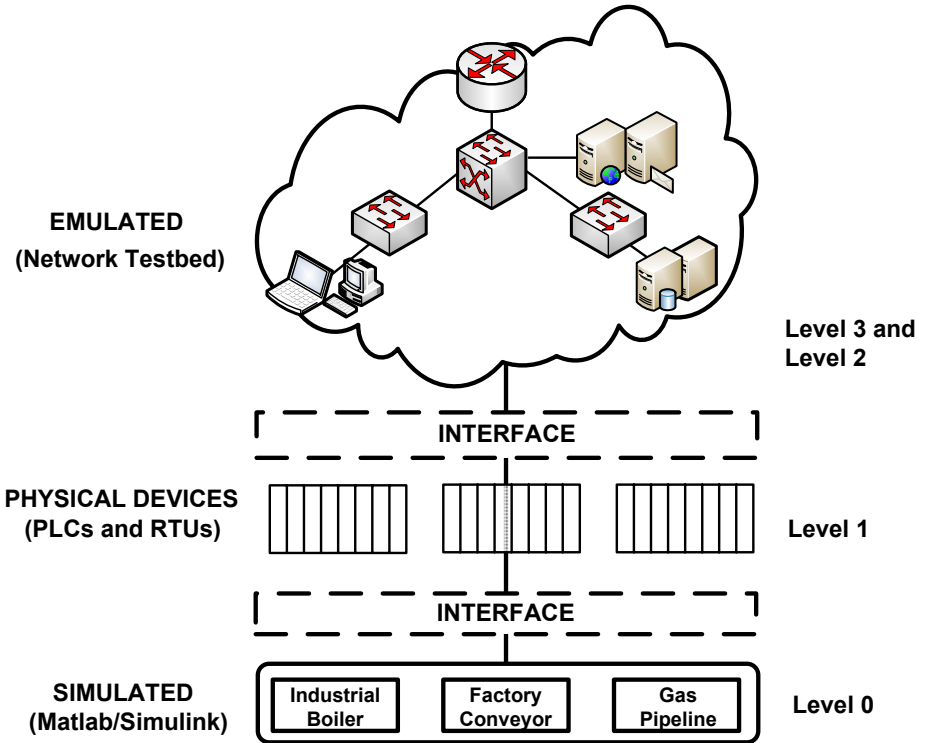 EMULATED
(Network Testbed)
Level 3 and
Level 2
INTERFACE
PHYSICAL DEVICES
(PLCs and RTUs)
Level 1
INTERFACE
SIMULATED
(Matlab/Simulink)
Industrial
Boiler
Factory
Conveyor
Gas
Pipeline
Level 0